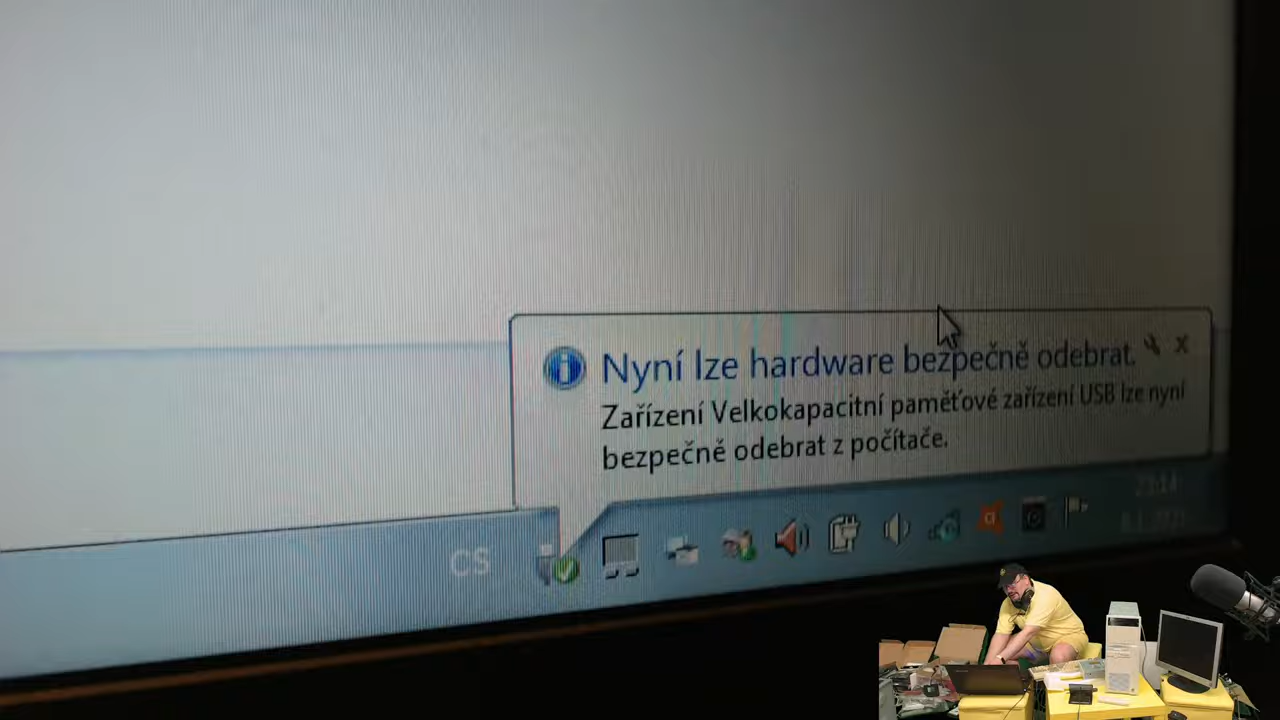 Nyní lze hardware bezpečně odebrat.
Zařízení Velkokapacitní paměťové zařízení USB lze nyní
bezpečně odebrat z počítače.
CS